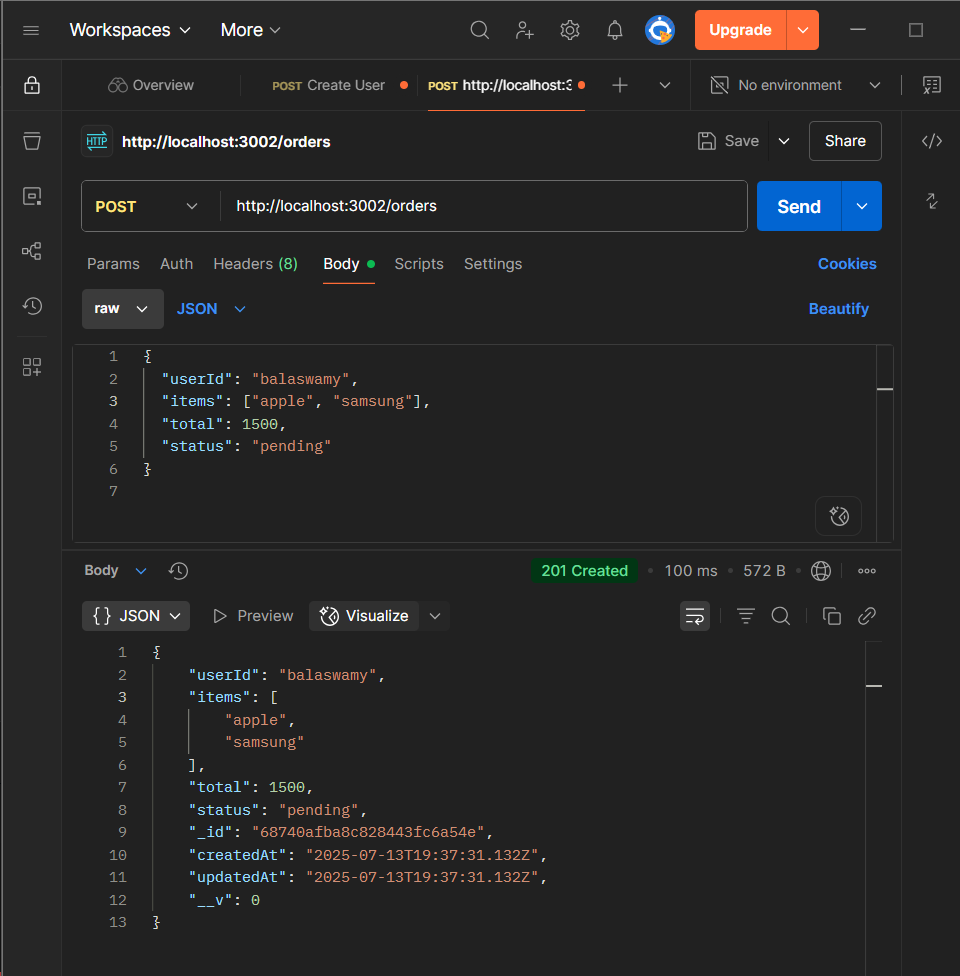 Workspaces More Upgrade
Overview POST Create User POST http://localhost:3 No environment
HTTP http://localhost:3002/orders Save Share
POST http://localhost:3002/orders Send
Params Auth Headers (8) Body Scripts Settings Cookies
raw JSON Beautify
1 {
2 "userId": "balaswamy",
3 "items": ["apple", "samsung"],
4 "total": 1500,
5 "status": "pending"
6 }
7
Body 201 Created • 100 ms • 572 B •
{} JSON Preview Visualize
1 {
2 "userId": "balaswamy",
3 "items": [
4 "apple",
5 "samsung"
6 ],
7 "total": 1500,
8 "status": "pending",
9 "_id": "68740afba8c828443fc6a54e",
10 "createdAt": "2025-07-13T19:37:31.132Z",
11 "updatedAt": "2025-07-13T19:37:31.132Z",
12 "__v": 0
13 }